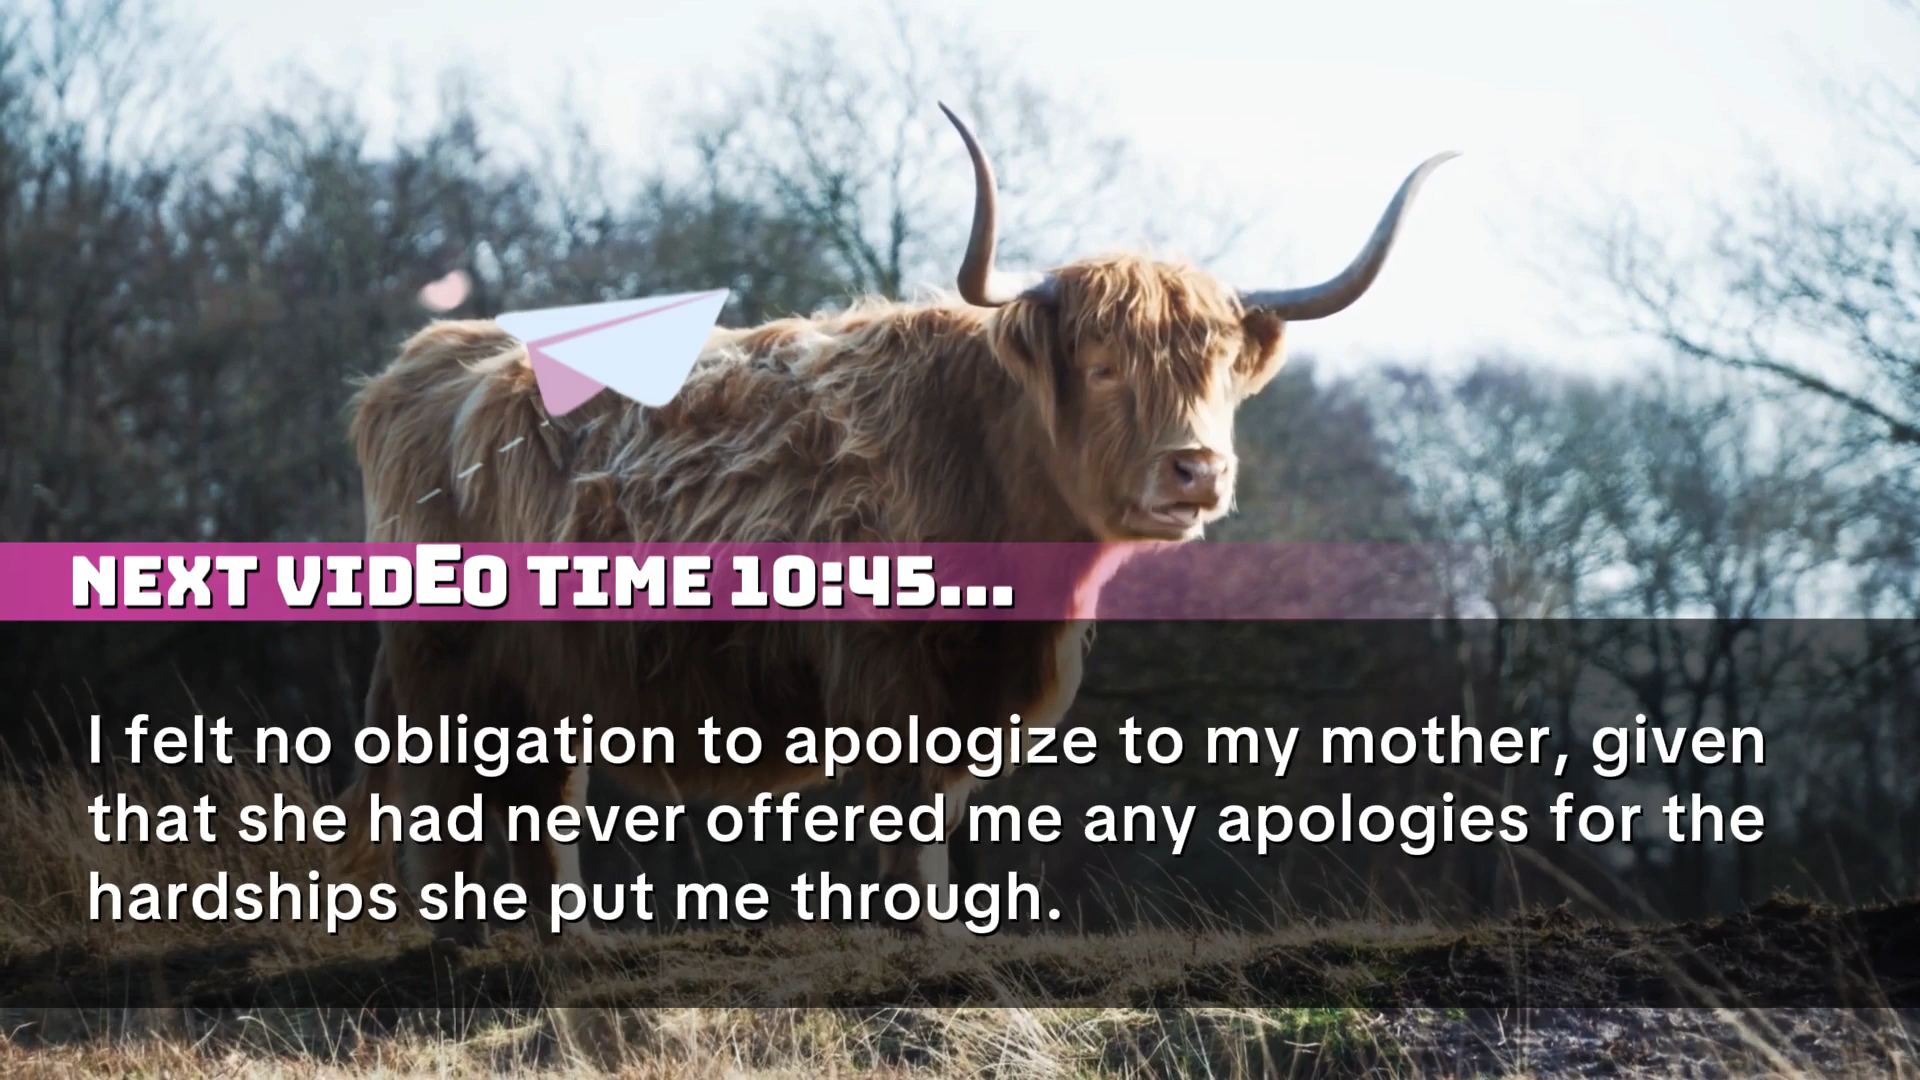 NEXT VIDEO TIME 10:45...
I felt no obligation to apologize to my mother, given
that she had never offered me any apologies for the
hardships she put me through.